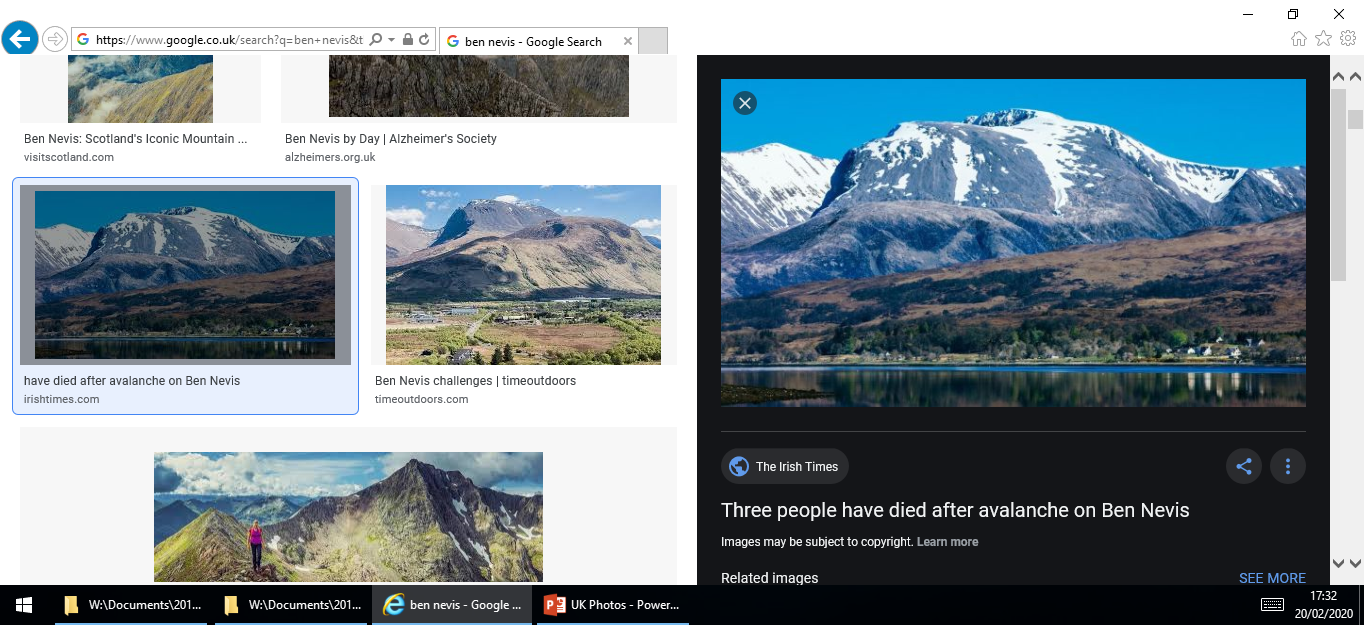 https://www.google.co.uk/search?q=ben+nevis&t
ben nevis - Google Search
Ben Nevis: Scotland's Iconic Mountain ...
visitscotland.com
Ben Nevis by Day | Alzheimer's Society
alzheimers.org.uk
have died after avalanche on Ben Nevis
irishtimes.com
Ben Nevis challenges | timeoutdoors
timeoutdoors.com
The Irish Times
Three people have died after avalanche on Ben Nevis
Images may be subject to copyright. Learn more
Related images
SEE MORE
W:\Documents\201...
W:\Documents\201...
ben nevis - Google ...
UK Photos - Power...
17:32
20/02/2020